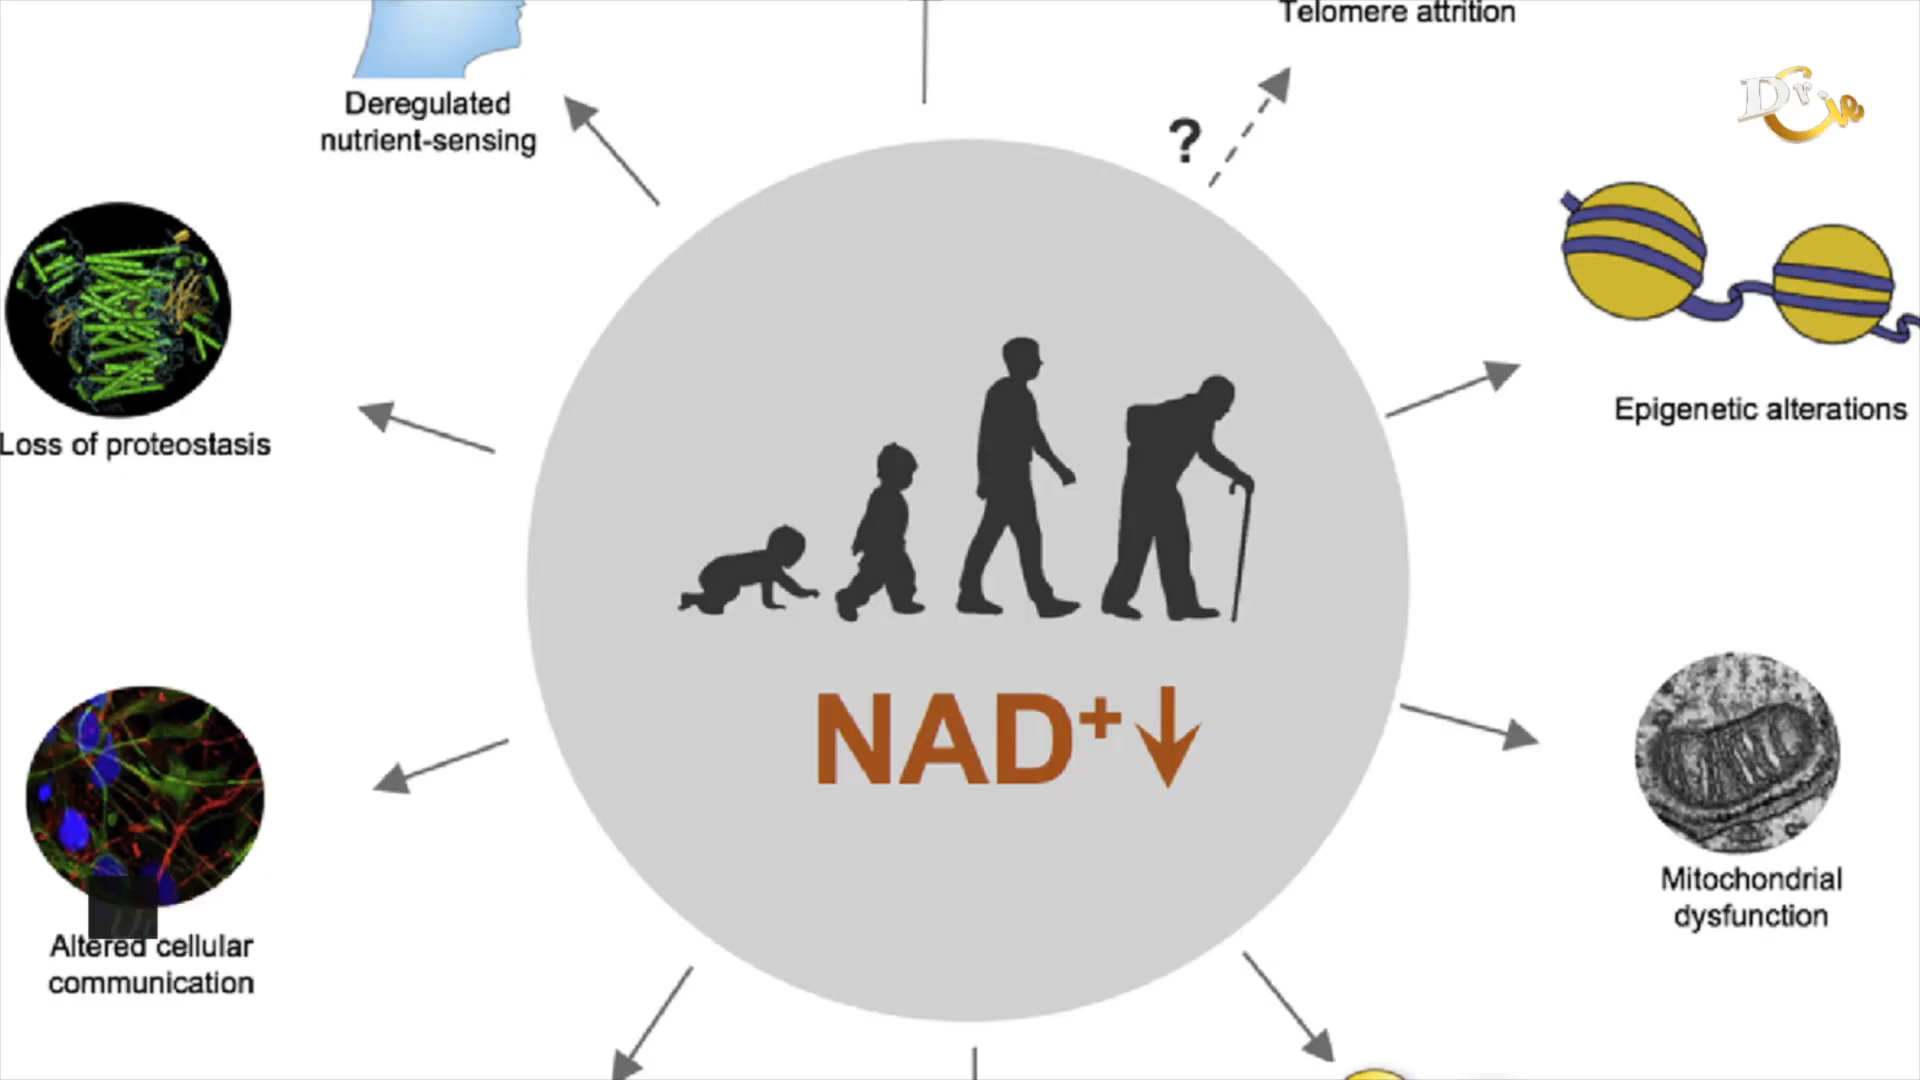 Telomere attrition
Deregulated
nutrient-sensing
?
Epigenetic alterations
Loss of proteostasis
NAD⁺↓
Mitochondrial
dysfunction
Altered cellular
communication